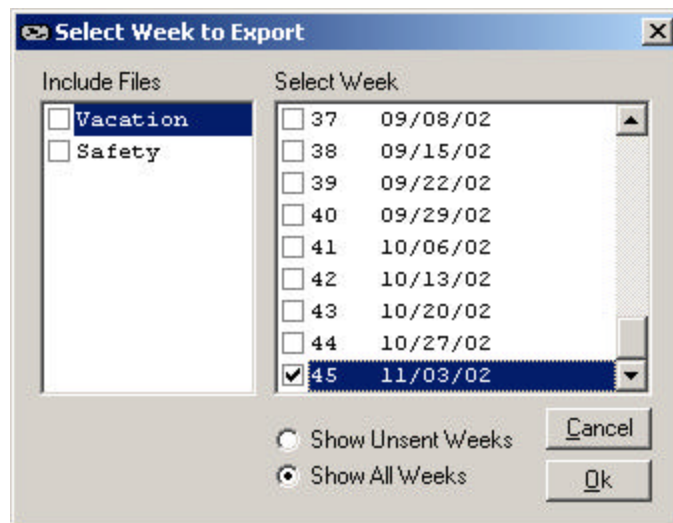 Select Week to Export
Include Files
Vacation
Safety
Select Week
37 09/08/02
38 09/15/02
39 09/22/02
40 09/29/02
41 10/06/02
42 10/13/02
43 10/20/02
44 10/27/02
45 11/03/02
Show Unsent Weeks
Show All Weeks
Cancel
Ok